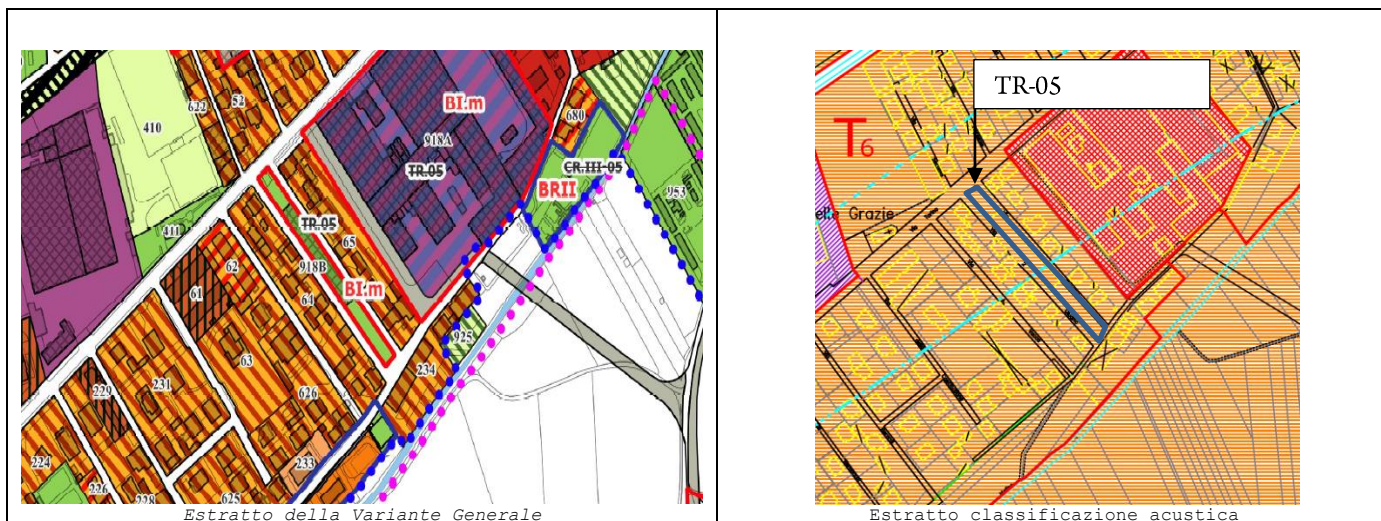 622
52
410
BI.m
918A
680
TR.05
CR.III-05
BRII
953
411
TR.05
65
62
918B
64
BI.m
61
925
63
234
229
231
626
224
233
226
228
625
Estratto della Variante Generale
TR-05
T6
elle Grazie
Estratto classificazione acustica